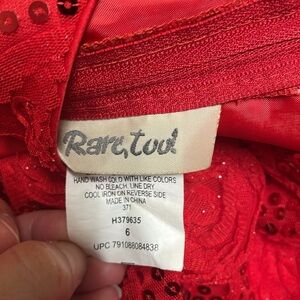 Rare, too!
HAND WASH COLD WITH LIKE COLORS
NO BLEACH. LINE DRY
COOL IRON ON REVERSE SIDE
MADE IN CHINA
371
H379635
6
UPC 791088084838